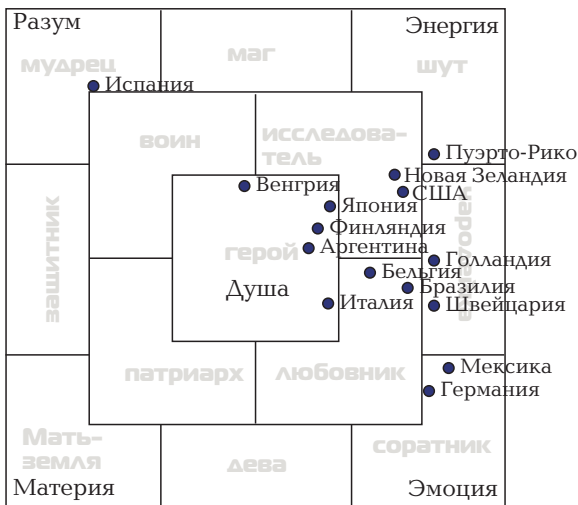 Разум
Энергия
мудрец
маг
шут
Испания
воин
исследова-
тель
Пуэрто-Рико
Новая Зеландия
США
Венгрия
Япония
Финляндия
Аргентина
герой
защитник
Голландия
Бельгия
Бразилия
Душа
Италия
Швейцария
патриарх
любовник
Мексика
Германия
Мать-
земля
дева
соратник
Материя
Эмоция